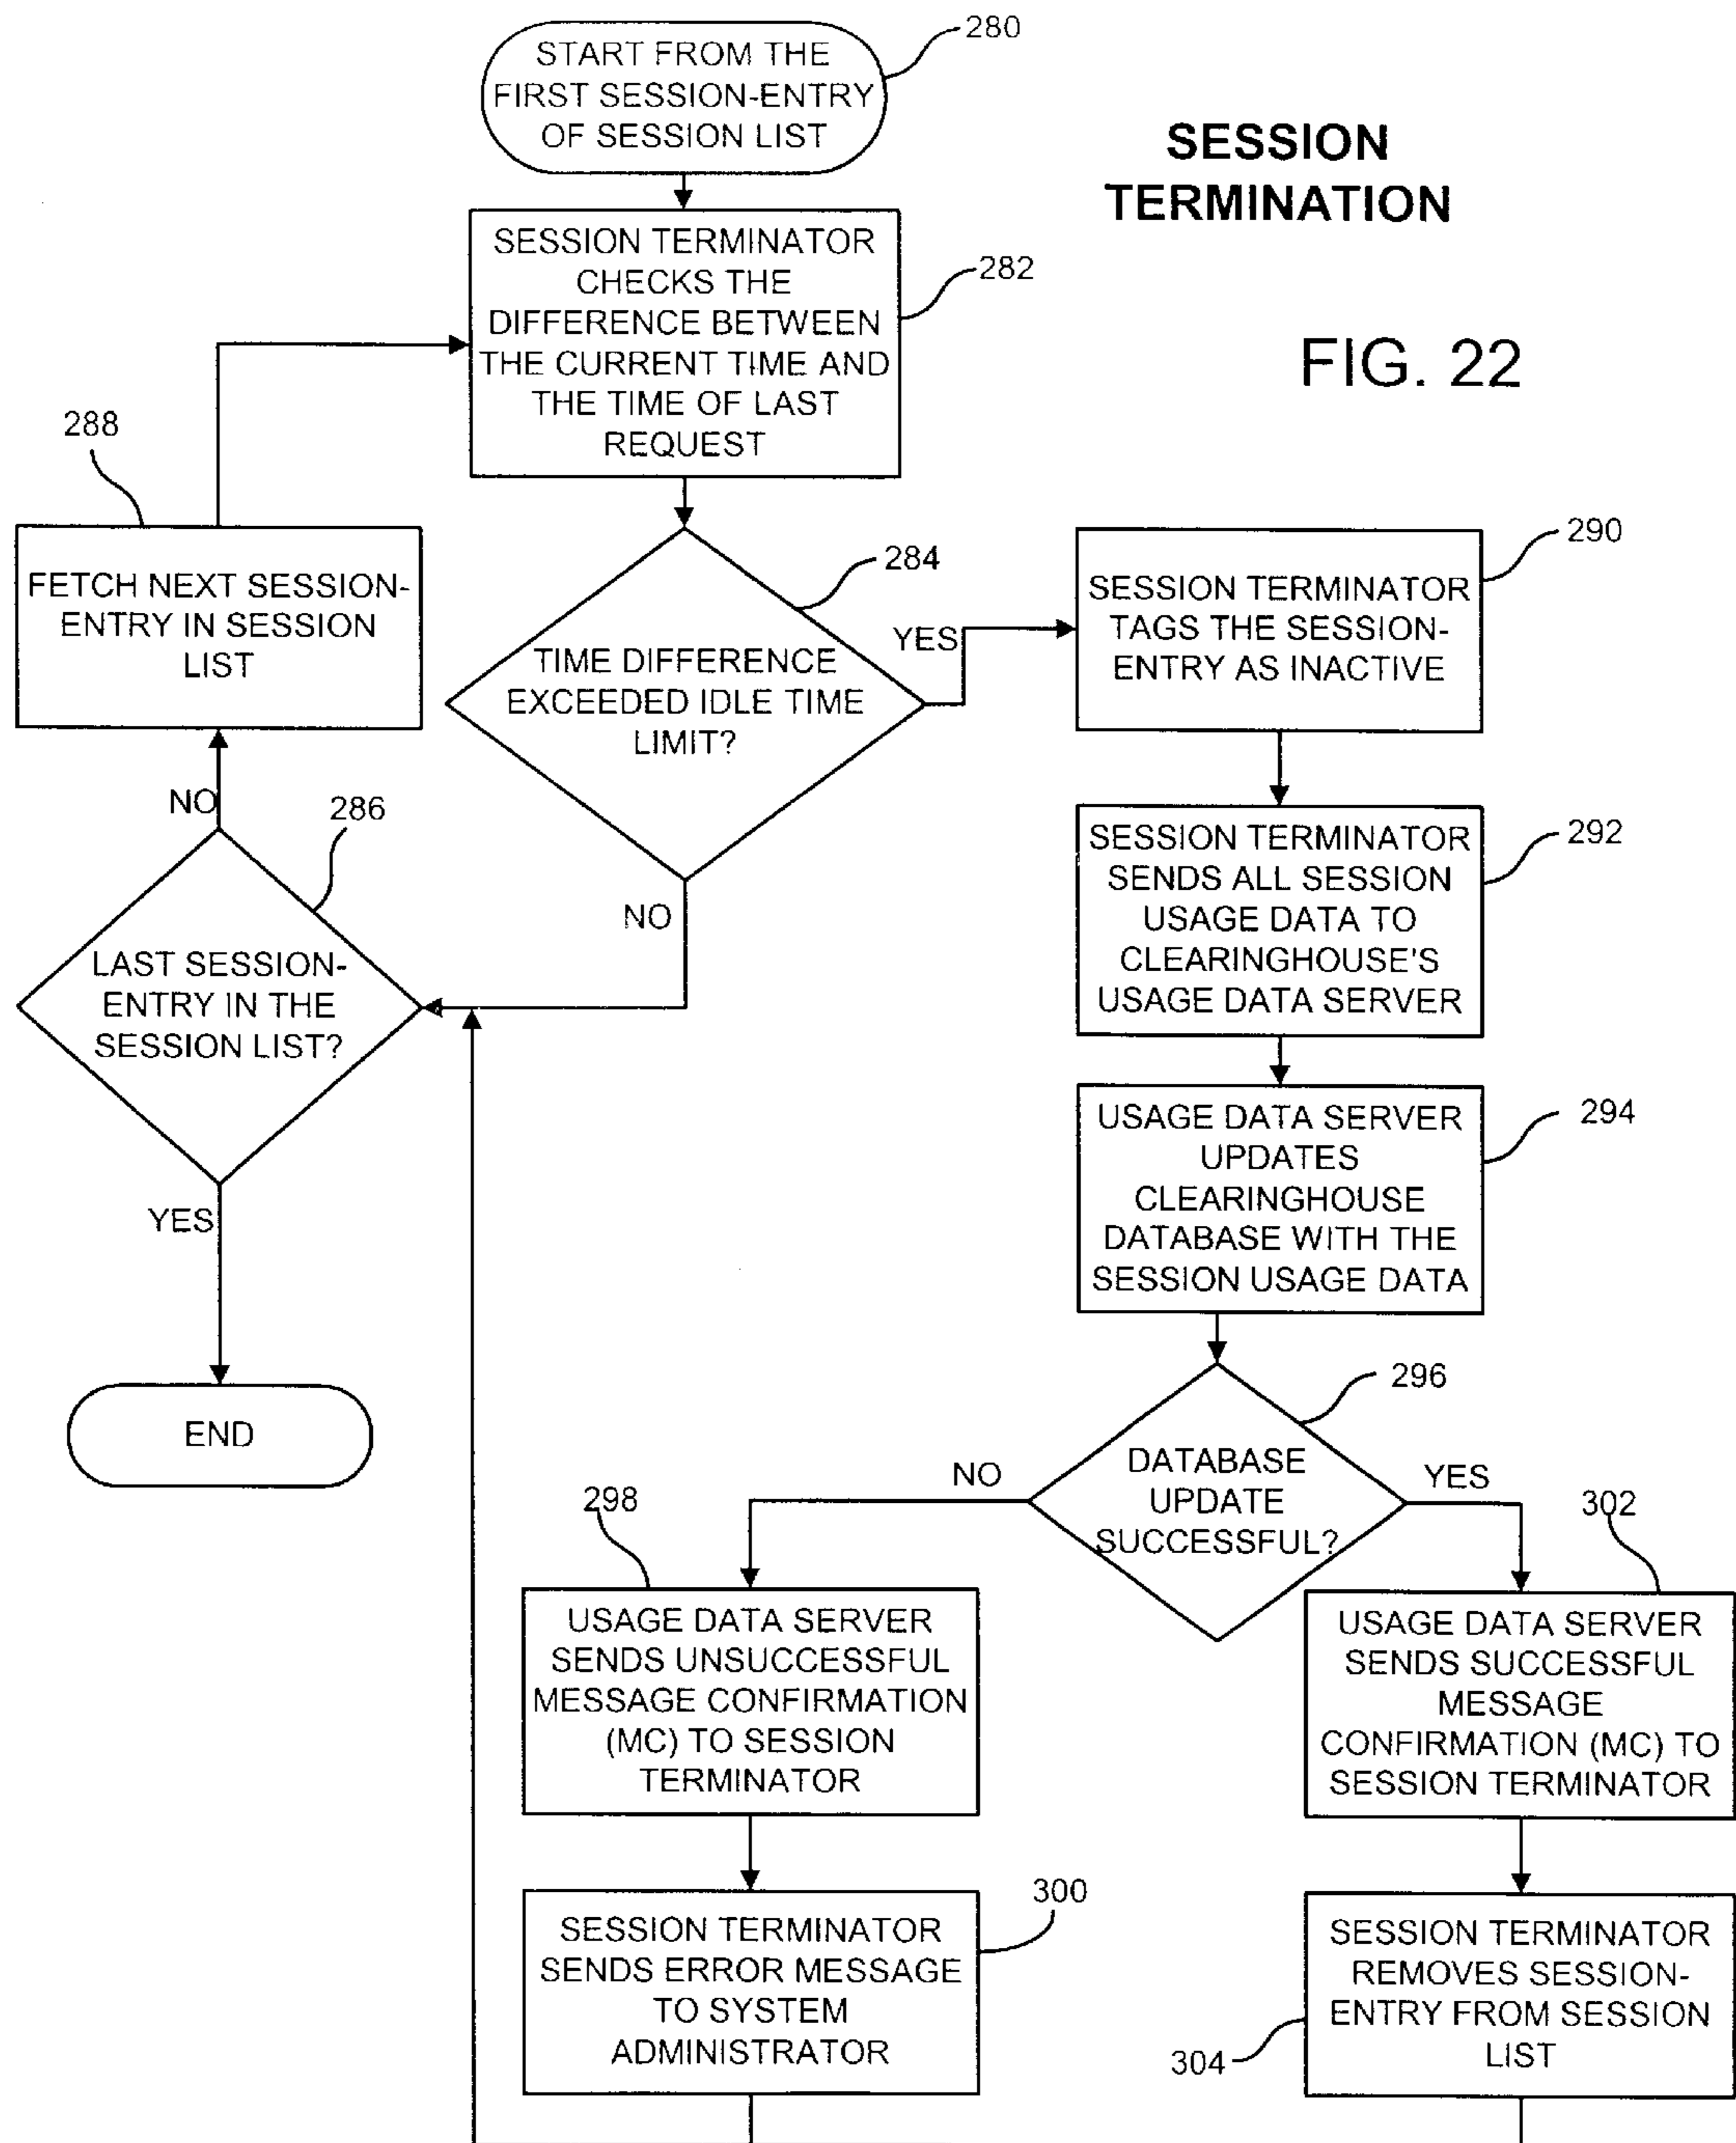 280
START FROM THE
FIRST SESSION-ENTRY
OF SESSION LIST
SESSION
TERMINATION
FIG. 22
282
SESSION TERMINATOR
CHECKS THE
DIFFERENCE BETWEEN
THE CURRENT TIME AND
THE TIME OF LAST
REQUEST
288
FETCH NEXT SESSION-
ENTRY IN SESSION
LIST
284
TIME DIFFERENCE
EXCEEDED IDLE TIME
LIMIT?
YES
NO
290
SESSION TERMINATOR
TAGS THE SESSION-
ENTRY AS INACTIVE
NO
286
LAST SESSION-
ENTRY IN THE
SESSION LIST?
YES
END
292
SESSION TERMINATOR
SENDS ALL SESSION
USAGE DATA TO
CLEARINGHOUSE'S
USAGE DATA SERVER
294
USAGE DATA SERVER
UPDATES
CLEARINGHOUSE
DATABASE WITH THE
SESSION USAGE DATA
296
DATABASE
UPDATE
SUCCESSFUL?
NO
YES
298
USAGE DATA SERVER
SENDS UNSUCCESSFUL
MESSAGE CONFIRMATION
(MC) TO SESSION
TERMINATOR
302
USAGE DATA SERVER
SENDS SUCCESSFUL
MESSAGE
CONFIRMATION (MC) TO
SESSION TERMINATOR
300
SESSION TERMINATOR
SENDS ERROR MESSAGE
TO SYSTEM
ADMINISTRATOR
304
SESSION TERMINATOR
REMOVES SESSION-
ENTRY FROM SESSION
LIST